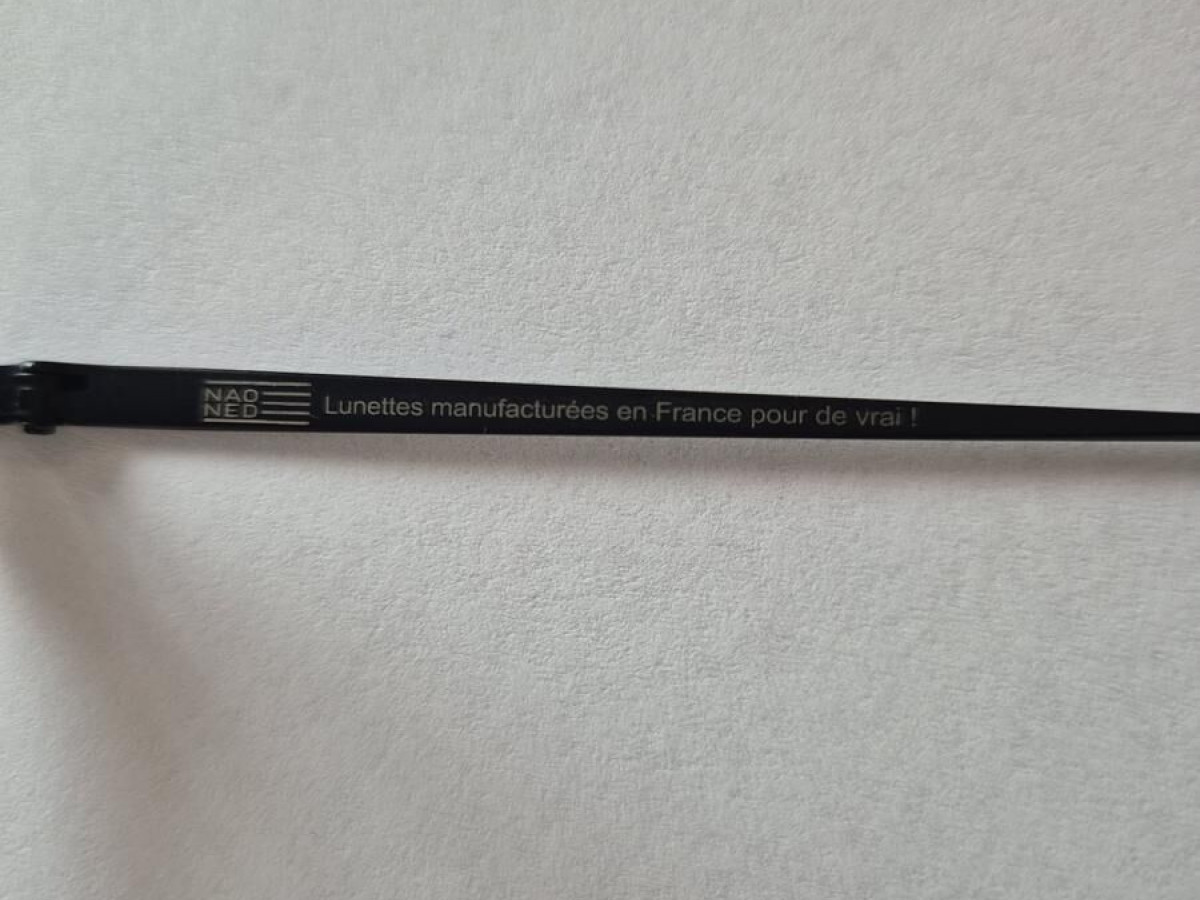 NAO
NED
Lunettes manufacturées en France pour de vrai !